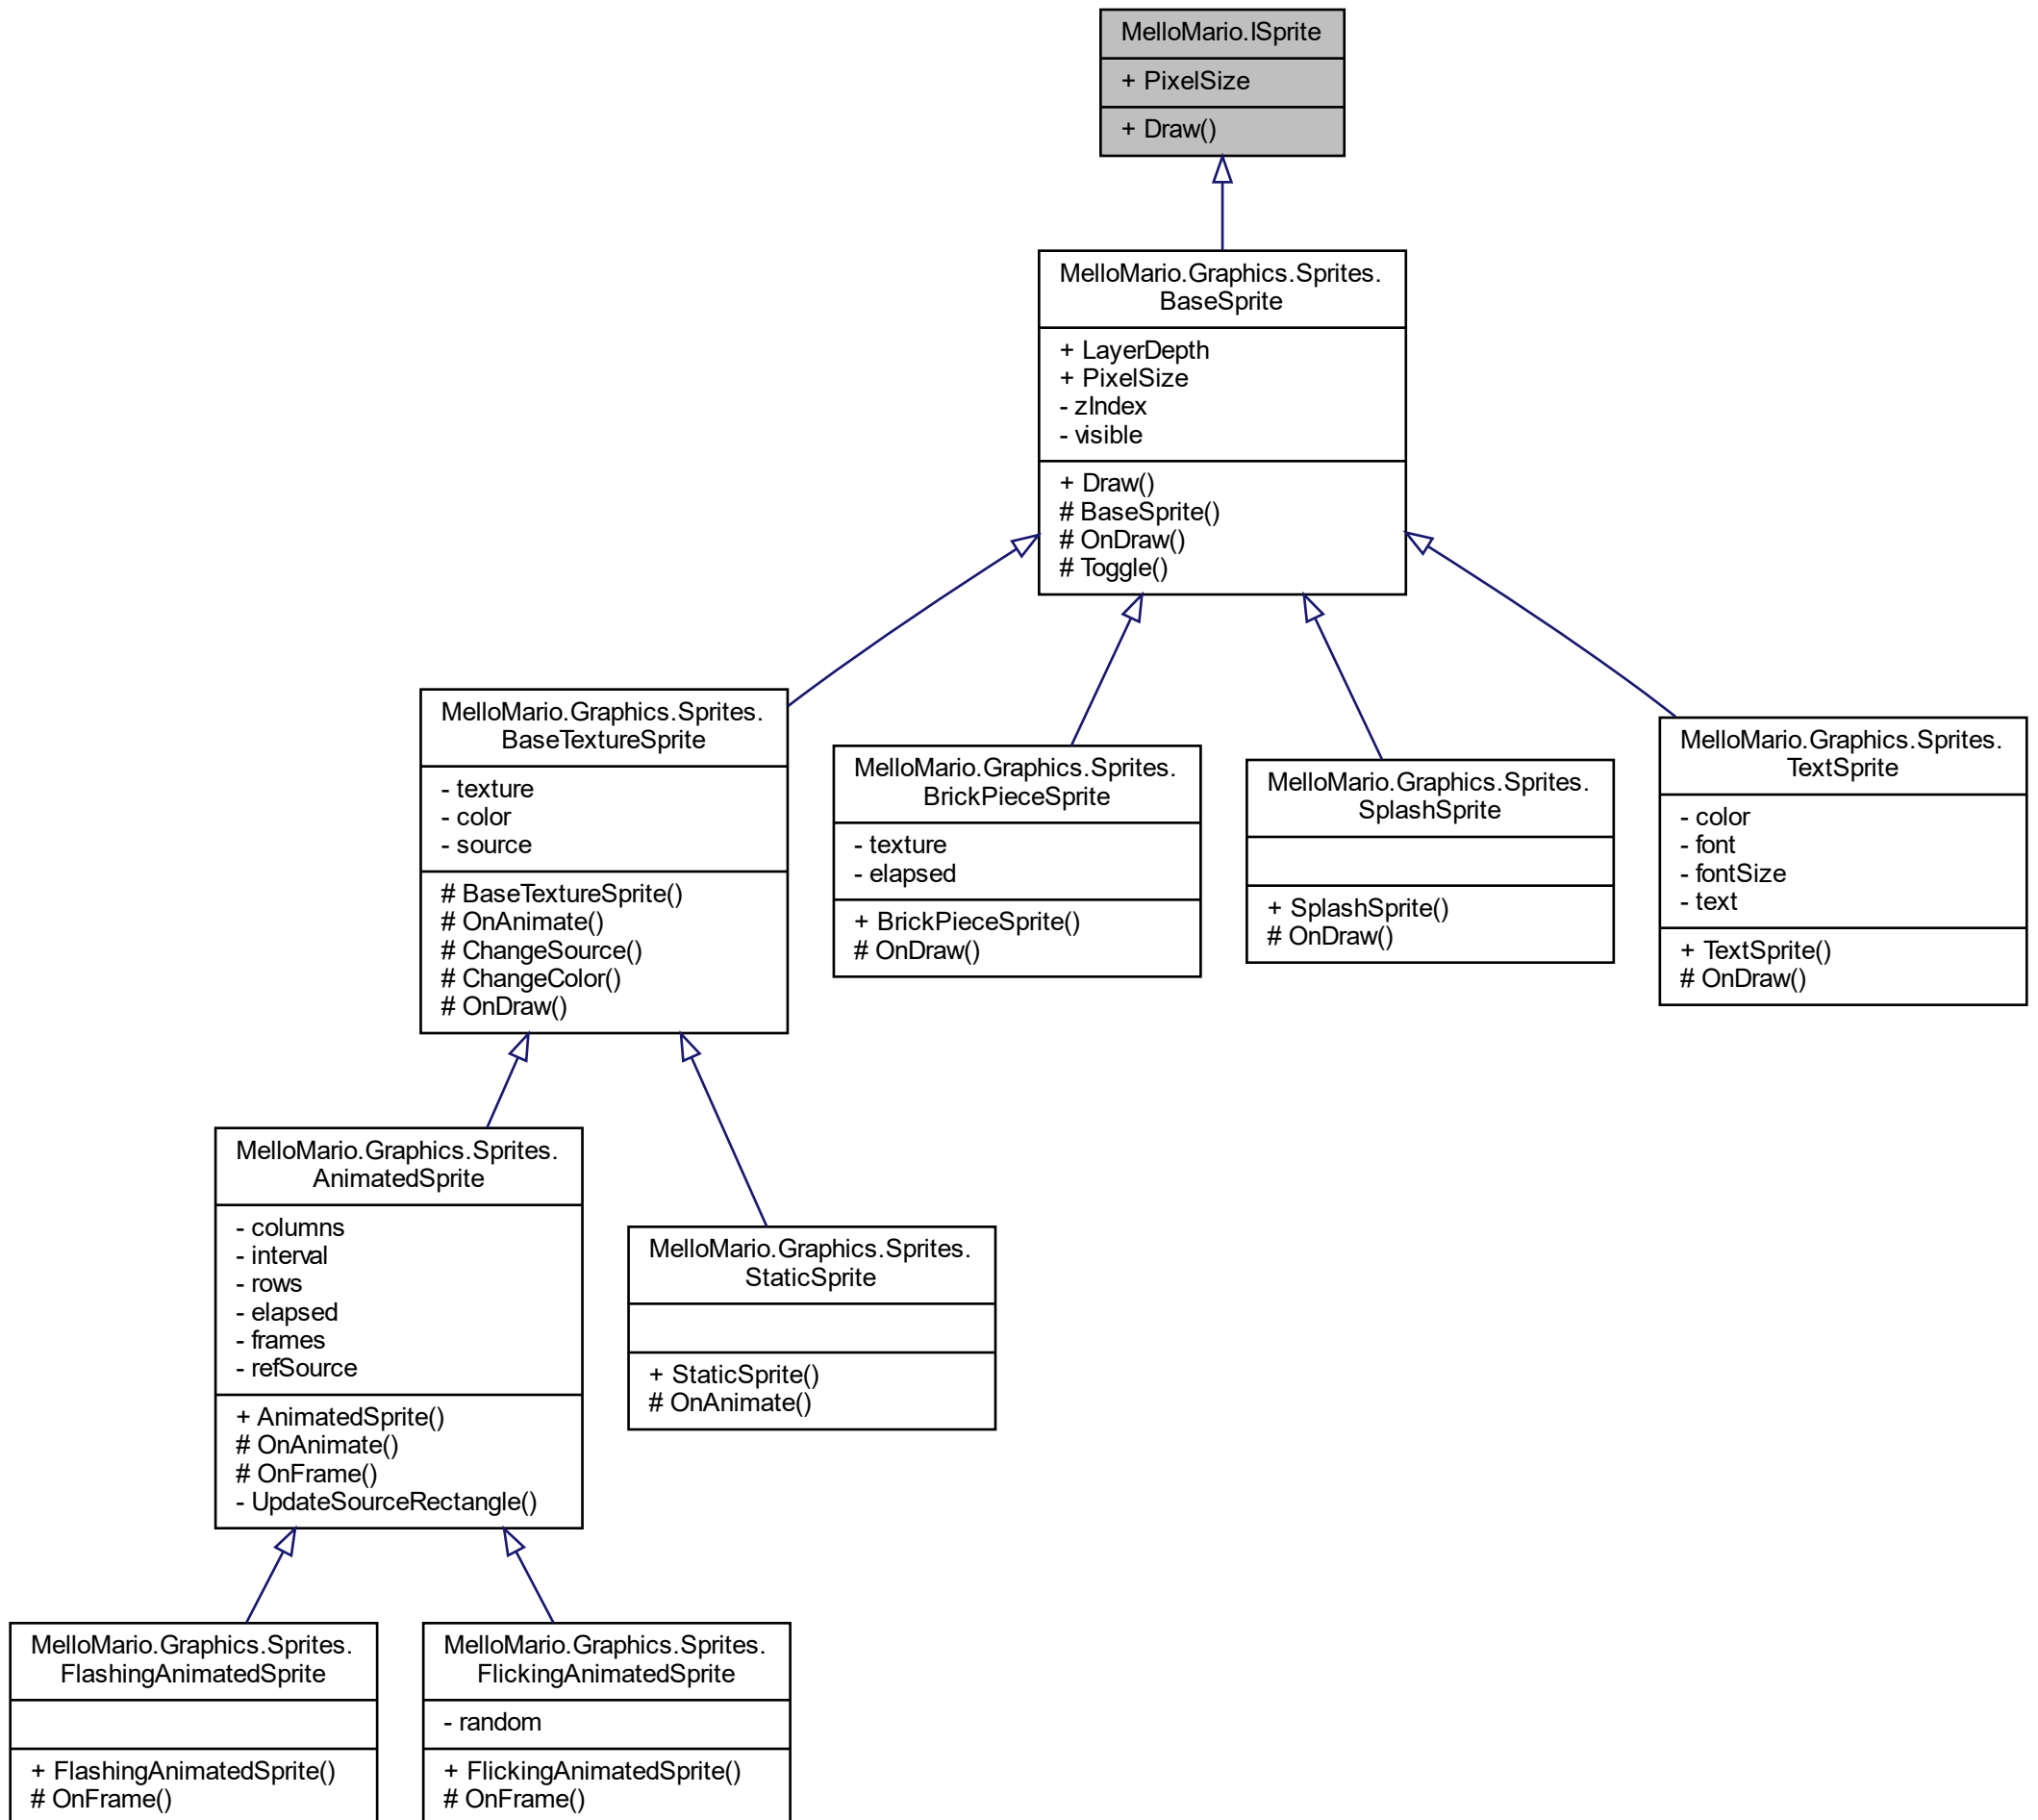 MelloMario.ISprite
+ PixelSize
+ Draw()
MelloMario.Graphics.Sprites.
BaseSprite
+ LayerDepth
+ PixelSize
- zIndex
- visible
+ Draw()
# BaseSprite()
# OnDraw()
# Toggle()
MelloMario.Graphics.Sprites.
BaseTextureSprite
- texture
- color
- source
# BaseTextureSprite()
# OnAnimate()
# ChangeSource()
# ChangeColor()
# OnDraw()
MelloMario.Graphics.Sprites.
BrickPieceSprite
- texture
- elapsed
+ BrickPieceSprite()
# OnDraw()
MelloMario.Graphics.Sprites.
SplashSprite
+ SplashSprite()
# OnDraw()
MelloMario.Graphics.Sprites.
TextSprite
- color
- font
- fontSize
- text
+ TextSprite()
# OnDraw()
MelloMario.Graphics.Sprites.
AnimatedSprite
- columns
- interval
- rows
- elapsed
- frames
- refSource
+ AnimatedSprite()
# OnAnimate()
# OnFrame()
- UpdateSourceRectangle()
MelloMario.Graphics.Sprites.
StaticSprite
+ StaticSprite()
# OnAnimate()
MelloMario.Graphics.Sprites.
FlashingAnimatedSprite
+ FlashingAnimatedSprite()
# OnFrame()
MelloMario.Graphics.Sprites.
FlickingAnimatedSprite
- random
+ FlickingAnimatedSprite()
# OnFrame()